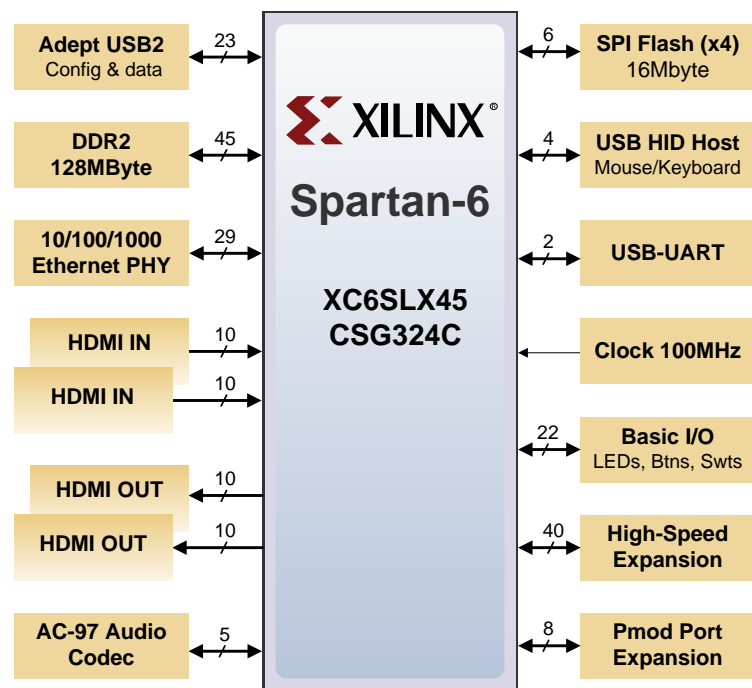 Adept USB2
Config & data
23
DDR2
128MByte
45
10/100/1000
Ethernet PHY
29
HDMI IN
10
HDMI IN
10
HDMI OUT
10
HDMI OUT
10
AC-97 Audio
Codec
5
XILINX®
Spartan-6
XC6SLX45
CSG324C
6
SPI Flash (x4)
16Mbyte
4
USB HID Host
Mouse/Keyboard
2
USB-UART
Clock 100MHz
22
Basic I/O
LEDs, Btns, Swts
40
High-Speed
Expansion
8
Pmod Port
Expansion